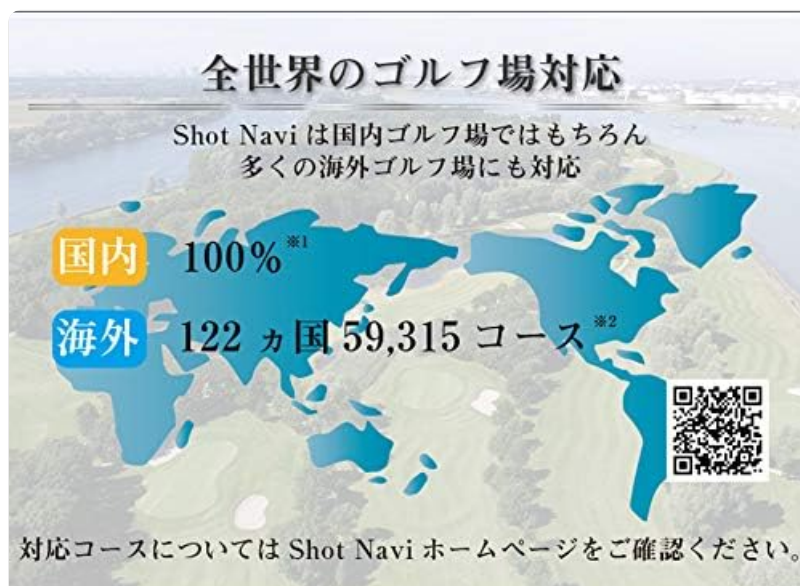 全世界のゴルフ場対応
Shot Navi は国内ゴルフ場ではもちろん
多くの海外ゴルフ場にも対応
国内 100%※1
海外 122 ヵ国 59,315 コース※2
対応コースについては Shot Navi ホームページをご確認ください。